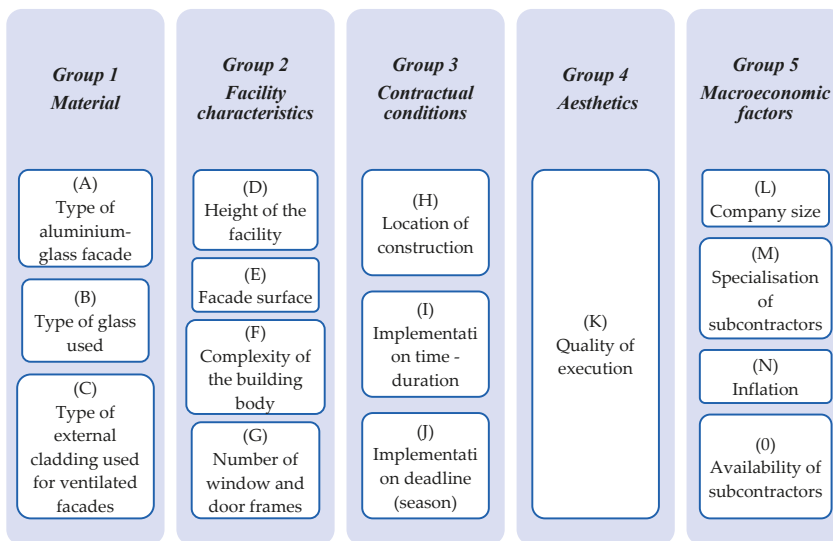 Group 1
Material
(A)
Type of
aluminium-
glass facade
(B)
Type of glass
used
(C)
Type of
external
cladding used
for ventilated
facades
Group 2
Facility
characteristics
(D)
Height of the
facility
(E)
Facade surface
(F)
Complexity of
the building
body
(G)
Number of
window and
door frames
Group 3
Contractual
conditions
(H)
Location of
construction
(I)
Implementati
on time -
duration
(J)
Implementati
on deadline
(season)
Group 4
Aesthetics
(K)
Quality of
execution
Group 5
Macroeconomic
factors
(L)
Company size
(M)
Specialisation
of
subcontractors
(N)
Inflation
(0)
Availability of
subcontractors